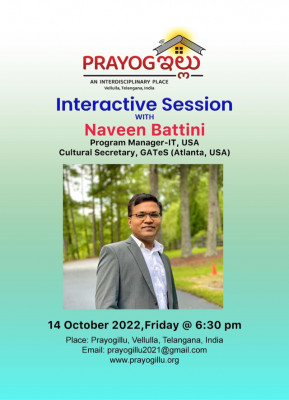 PRAYOGఇల్లు
AN INTERDISCIPLINARY PLACE
Vellulla, Telangana, India
Interactive Session
WITH
Naveen Battini
Program Manager-IT, USA
Cultural Secretary, GATeS (Atlanta, USA)
14 October 2022,Friday @ 6:30 pm
Place: Prayogillu, Vellulla, Telangana, India
Email: prayogillu2021@gmail.com
www.prayogillu.org